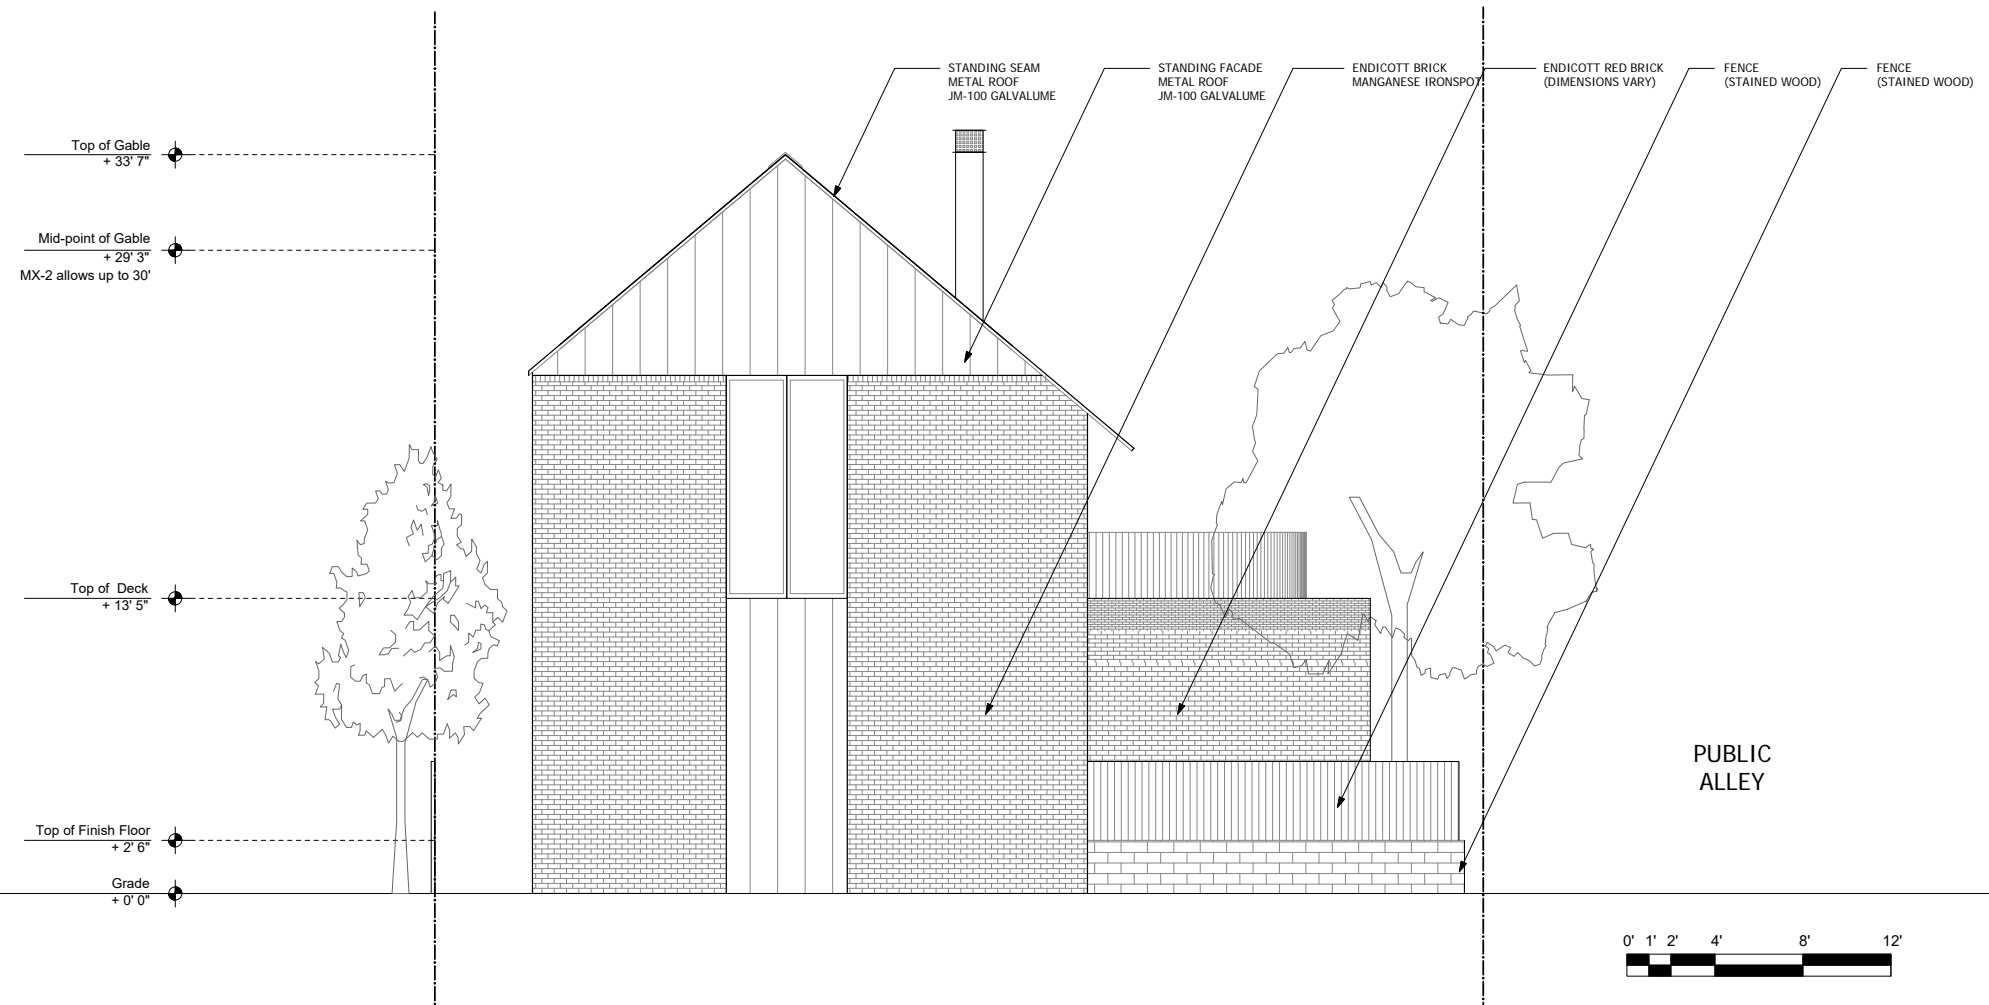 STANDING SEAM
METAL ROOF
JM-100 GALVALUME
STANDING FACADE
METAL ROOF
JM-100 GALVALUME
ENDICOTT BRICK
MANGANESE IRONSPOT
ENDICOTT RED BRICK
(DIMENSIONS VARY)
FENCE
(STAINED WOOD)
FENCE
(STAINED WOOD)
Top of Gable
+ 33' 7"
Mid-point of Gable
+ 29' 3"
MX-2 allows up to 30'
Top of Deck
+ 13' 5"
Top of Finish Floor
+ 2' 6"
Grade
+ 0' 0"
PUBLIC
ALLEY
0' 1' 2' 4' 8' 12'